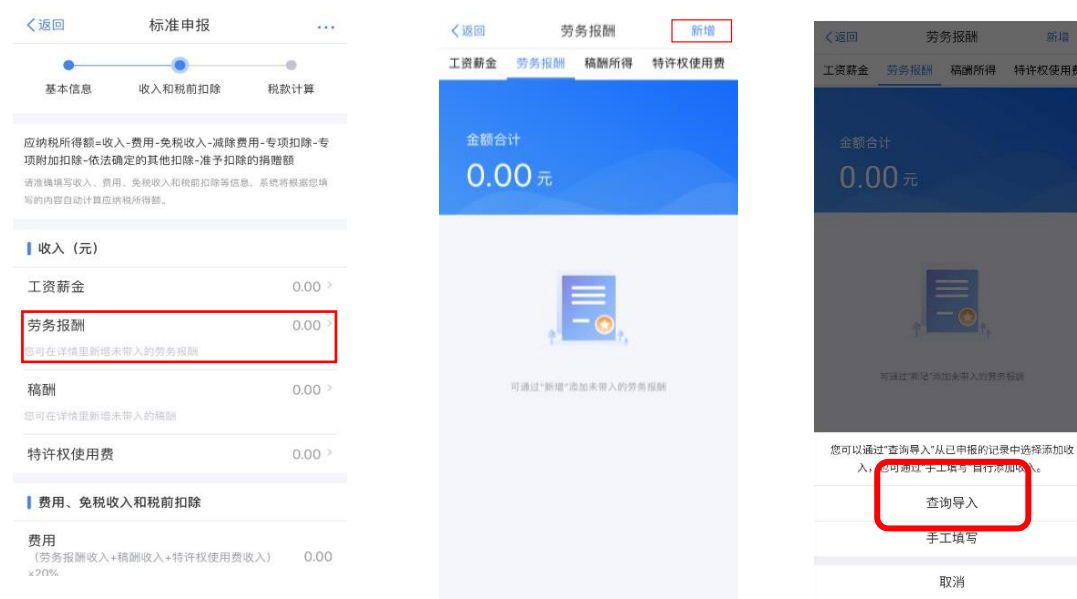 返回
标准申报
...
基本信息
收入和税前扣除
税款计算
应纳税所得额=收入-费用-免税收入-减除费用-专项扣除-专
项附加扣除-依法确定的其他扣除-准予扣除的捐赠额
请准确填写收入、费用、免税收入和税前扣除等信息，系统将根据您填
写的内容自动计算应纳税所得额。
收入（元）
工资薪金
0.00
劳务报酬
0.00
您可在详情里新增未带入的劳务报酬
稿酬
0.00
您可在详情里新增未带入的稿酬
特许权使用费
0.00
费用、免税收入和税前扣除
费用
（劳务报酬收入+稿酬收入+特许权使用费收入）
0.00
×20%
返回
劳务报酬
新增
工资薪金
劳务报酬
稿酬所得
特许权使用费
金额合计
0.00 元
可通过“新增”添加未带入的劳务报酬
返回
劳务报酬
新增
工资薪金
劳务报酬
稿酬所得
特许权使用费
金额合计
0.00 元
可通过“新增”添加未带入的劳务报酬
您可以通过“查询导入”从已申报的记录中选择添加收
入，也可通过“手工填写”自行添加收入。
查询导入
手工填写
取消